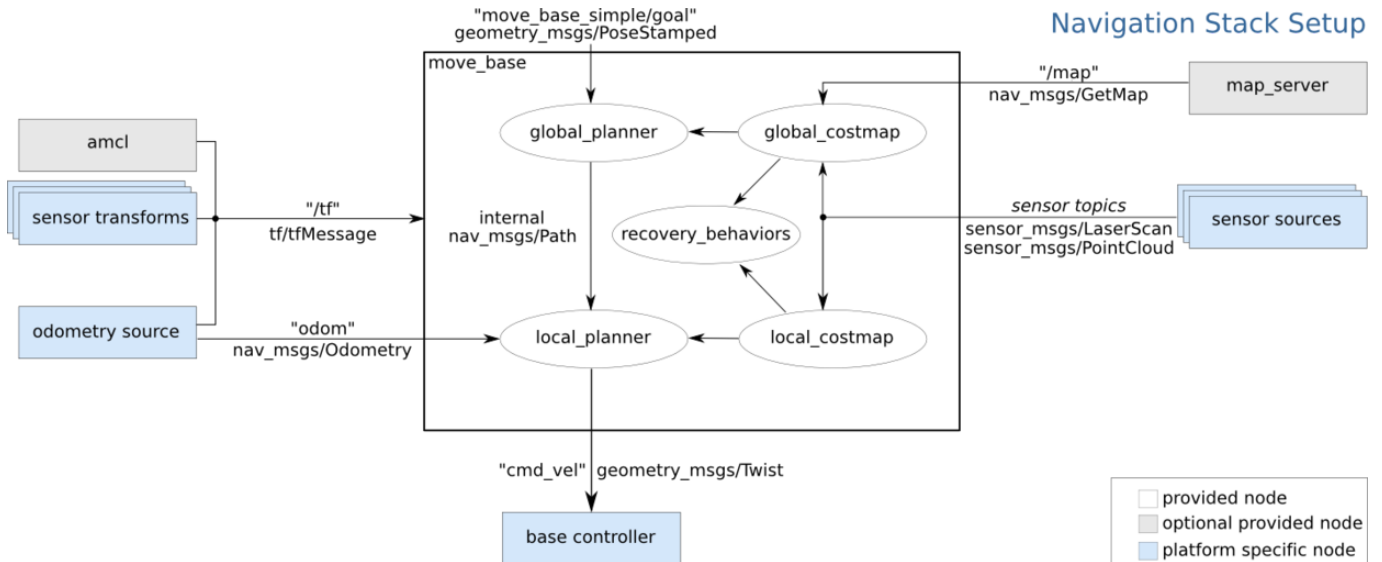 Navigation Stack Setup
"move_base_simple/goal"
geometry_msgs/PoseStamped
move_base
"/map"
nav_msgs/GetMap
map_server
global_planner
global_costmap
amcl
sensor transforms
"/tf"
tf/tfMessage
internal
nav_msgs/Path
recovery_behaviors
sensor topics
sensor_msgs/LaserScan
sensor_msgs/PointCloud
sensor sources
odometry source
"odom"
nav_msgs/Odometry
local_planner
local_costmap
"cmd_vel" geometry_msgs/Twist
base controller
provided node
optional provided node
platform specific node